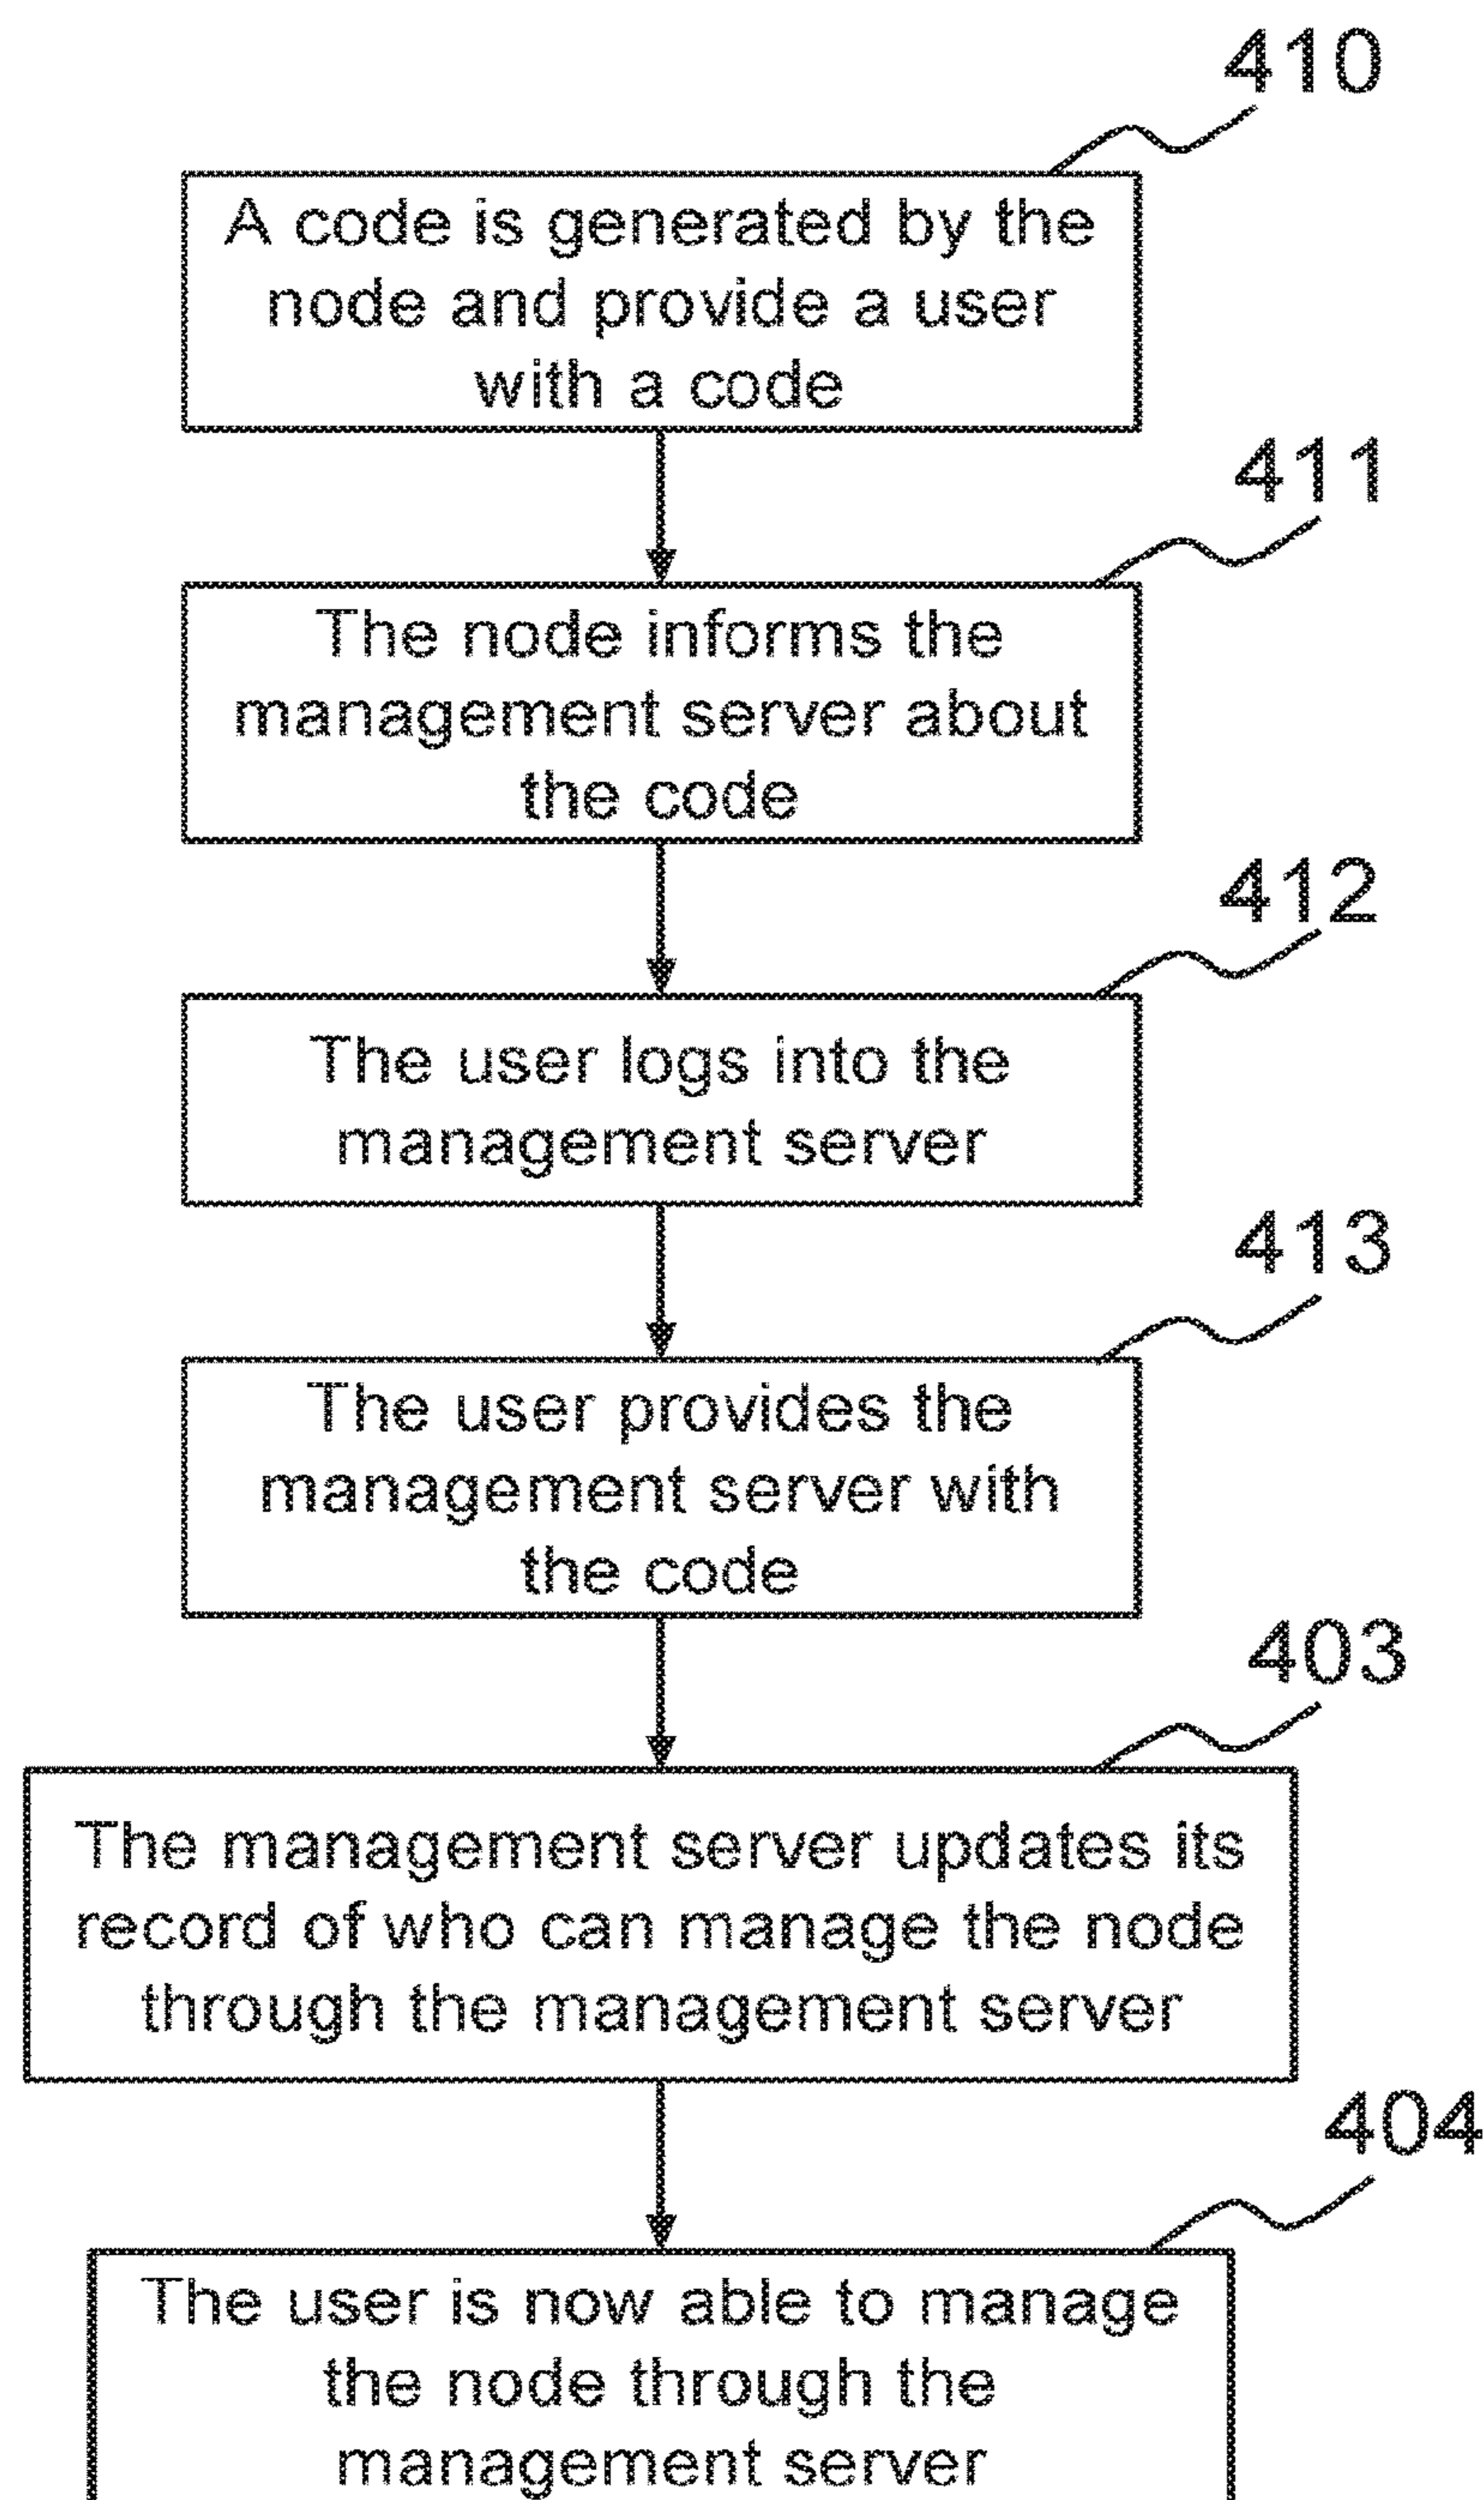 410
A code is generated by the
node and provide a user
with a code
411
The node informs the
management server about
the code
412
The user logs into the
management server
413
The user provides the
management server with
the code
403
The management server updates its
record of who can manage the node
through the management server
404
The user is now able to manage
the node through the
management server